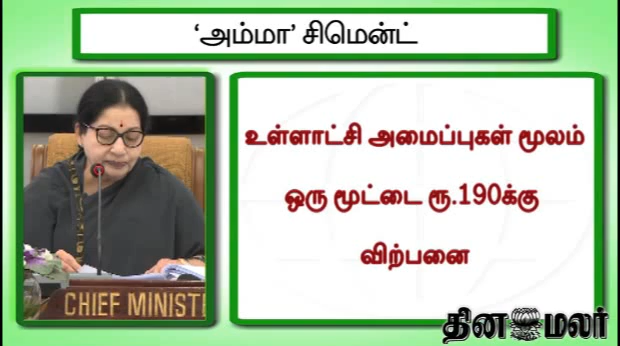 ‘அம்மா’ சிமென்ட்
உள்ளாட்சி அமைப்புகள் மூலம்
ஒரு மூட்டை ரூ.190க்கு
விற்பனை
CHIEF MINIST
தினமலர்